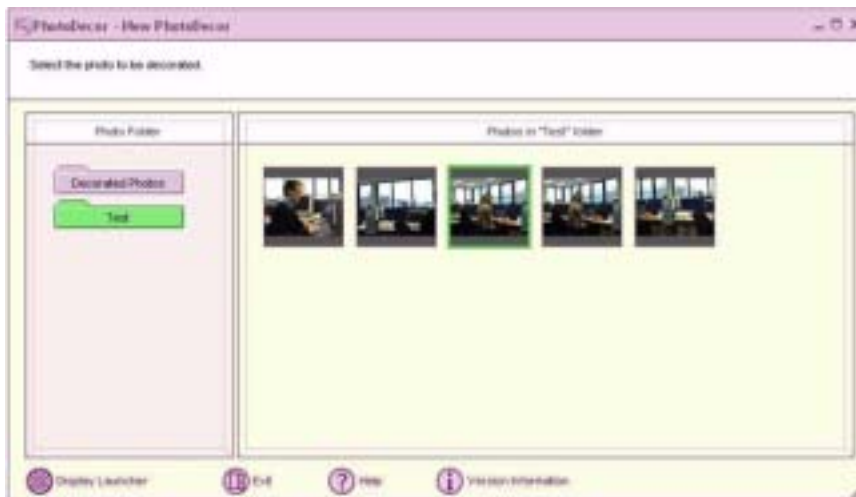 PhotoDecor - New PhotoDecor
Select the photo to be decorated.
Photo Folder
Photos in "Test" folder
Decorated Photos
Test
Display Launcher
Exit
Help
Version Information